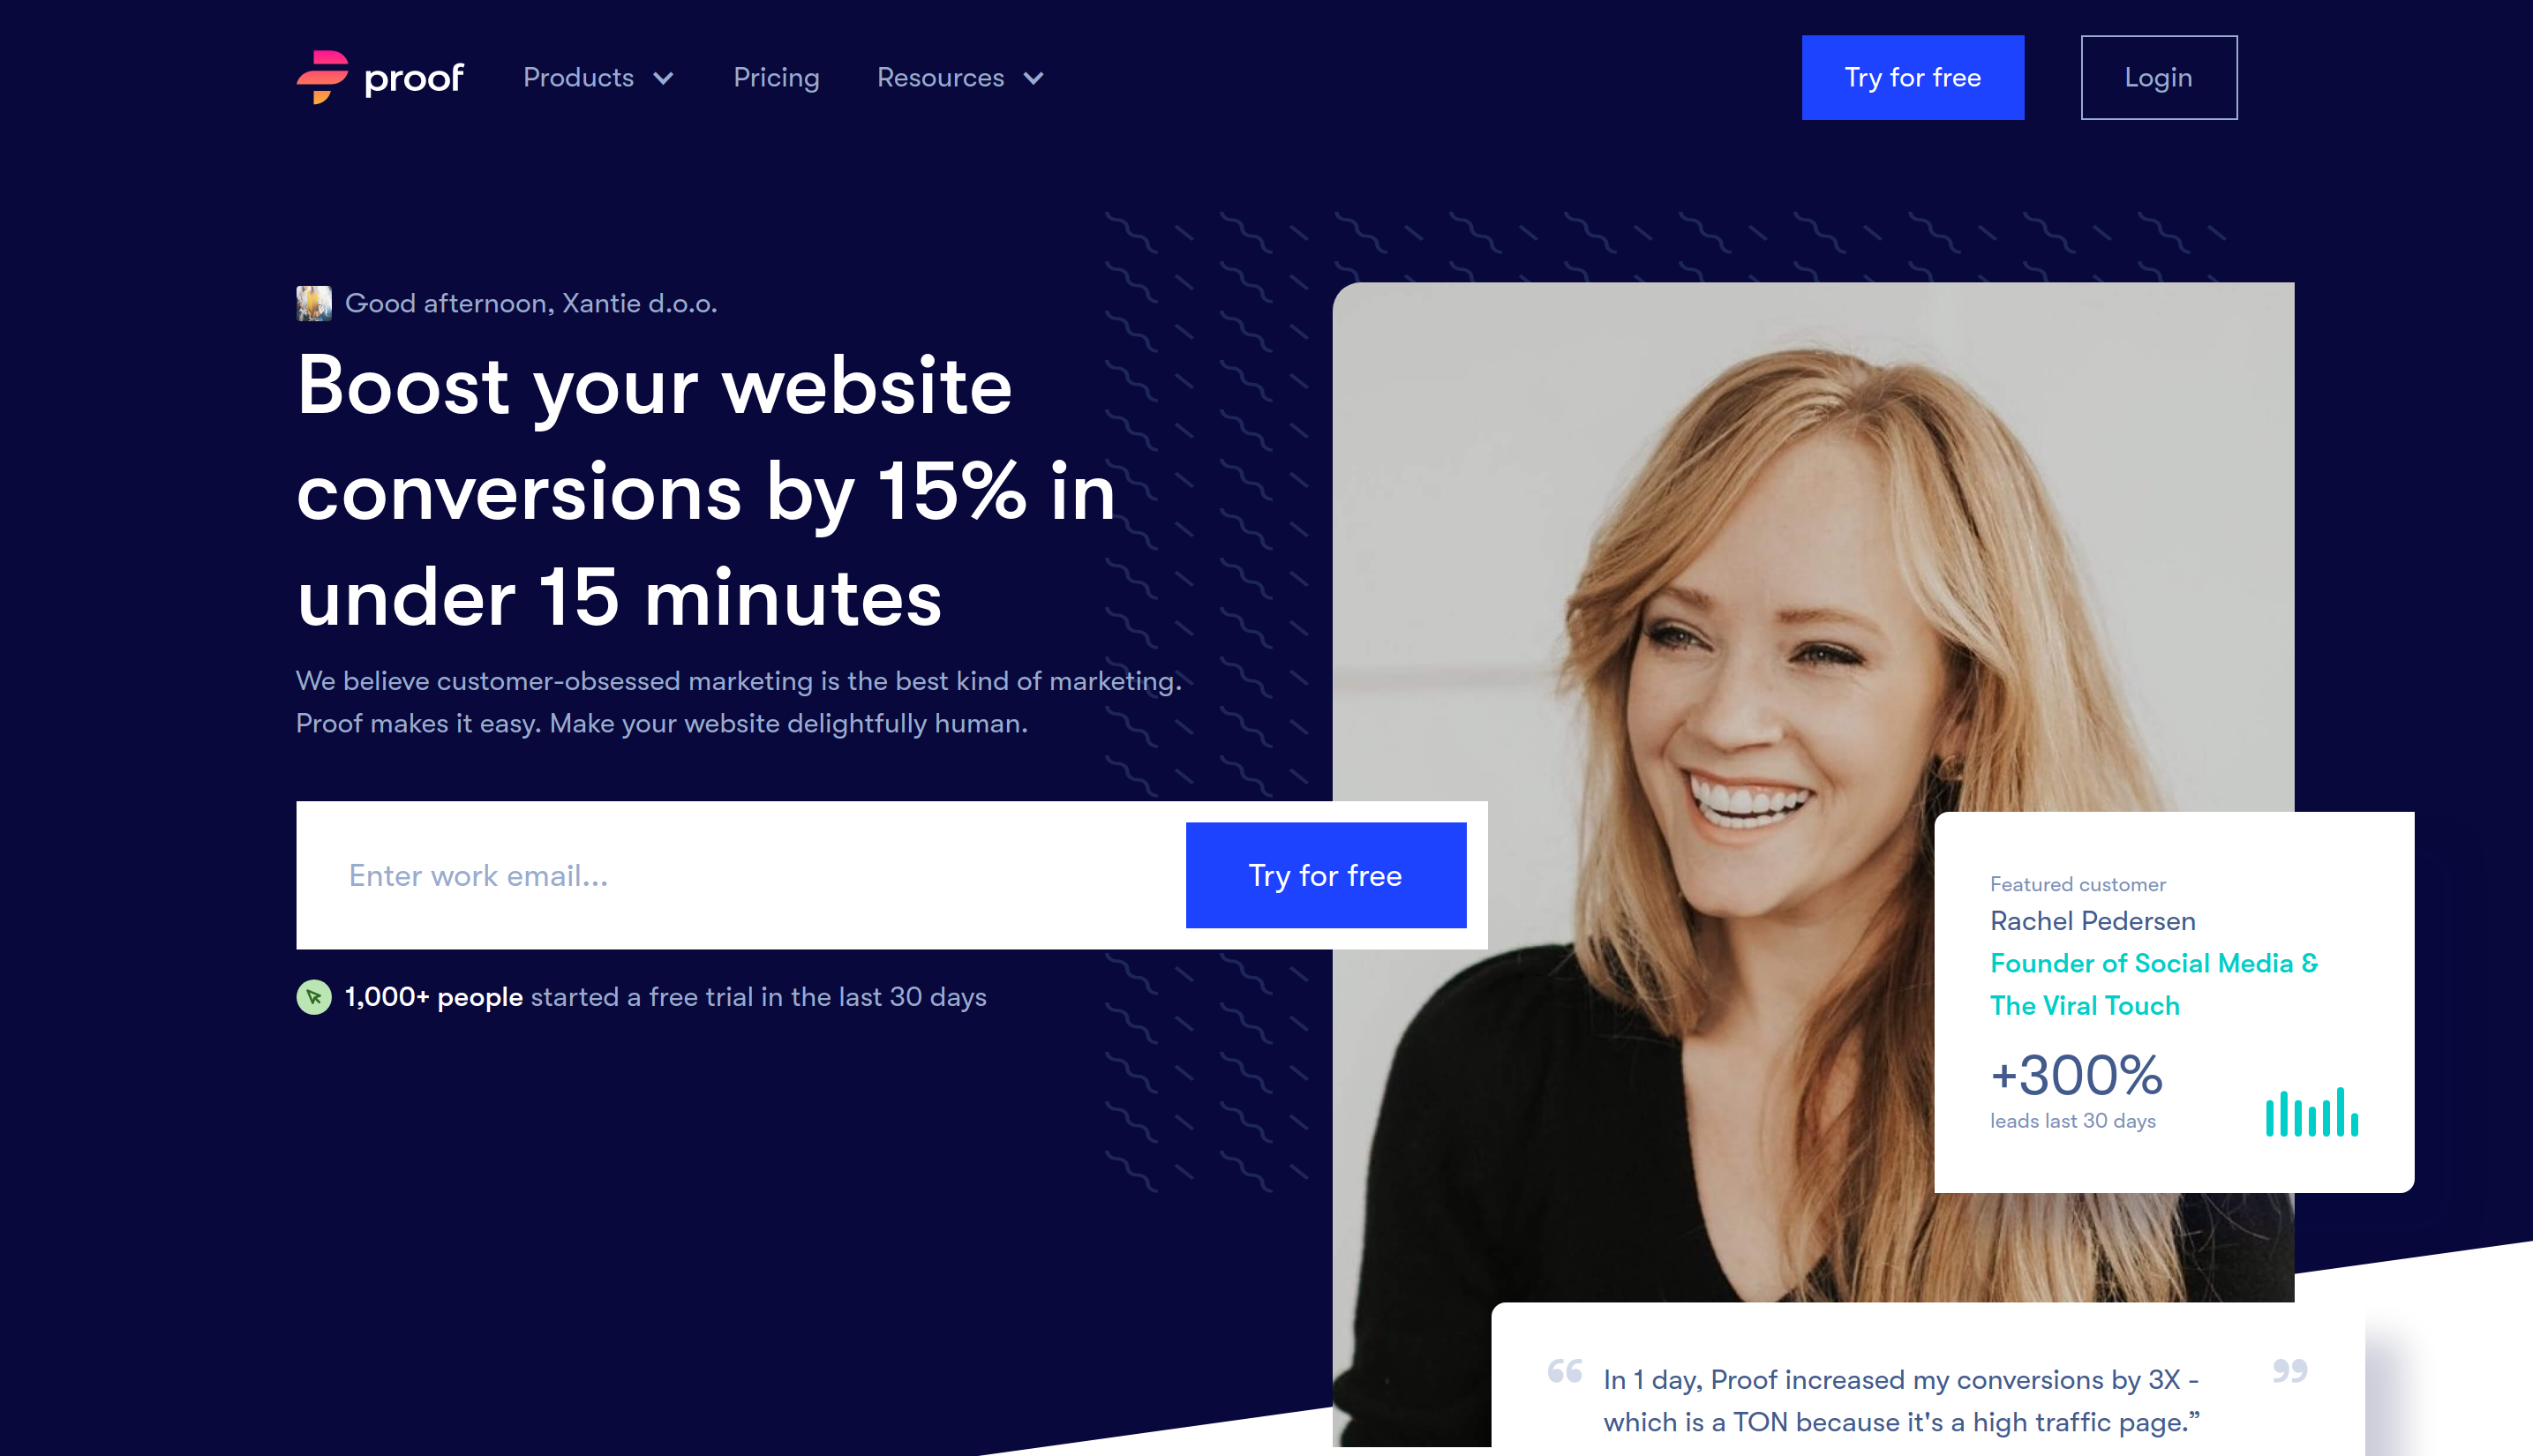 proof
Products
Pricing
Resources
Try for free
Login
Good afternoon, Xantie d.o.o.
Boost your website
conversions by 15% in
under 15 minutes
We believe customer-obsessed marketing is the best kind of marketing.
Proof makes it easy. Make your website delightfully human.
Enter work email...
Try for free
1,000+ people started a free trial in the last 30 days
Featured customer
Rachel Pedersen
Founder of Social Media &
The Viral Touch
+300%
leads last 30 days
“ In 1 day, Proof increased my conversions by 3X - ”
which is a TON because it's a high traffic page.”